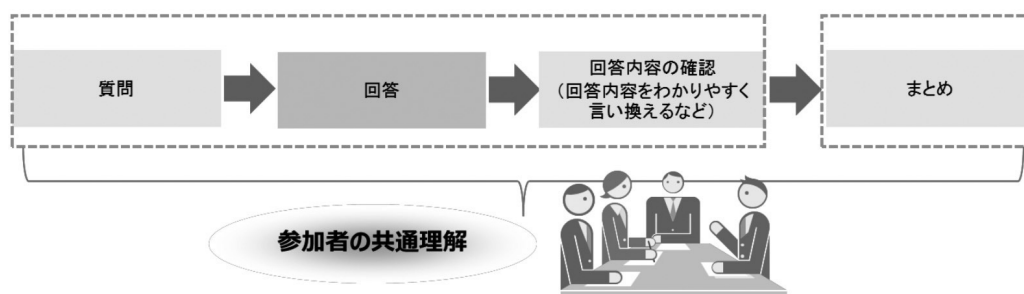 質問
回答
回答内容の確認
（回答内容をわかりやすく
言い換えるなど）
まとめ
参加者の共通理解